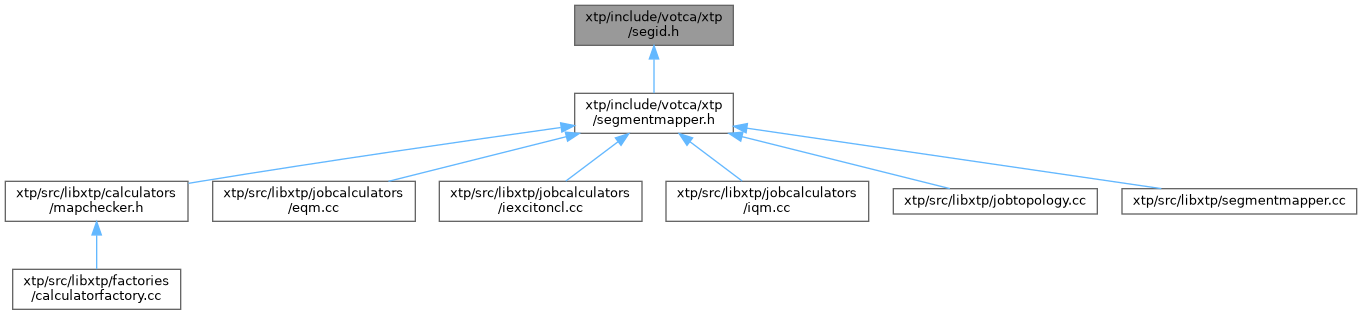 xtp/include/votca/xtp
/segid.h
xtp/include/votca/xtp
/segmentmapper.h
xtp/src/libxtp/calculators
/mapchecker.h
xtp/src/libxtp/jobcalculators
/eqm.cc
xtp/src/libxtp/jobcalculators
/iexcitoncl.cc
xtp/src/libxtp/jobcalculators
/iqm.cc
xtp/src/libxtp/jobtopology.cc
xtp/src/libxtp/segmentmapper.cc
xtp/src/libxtp/factories
/calculatorfactory.cc